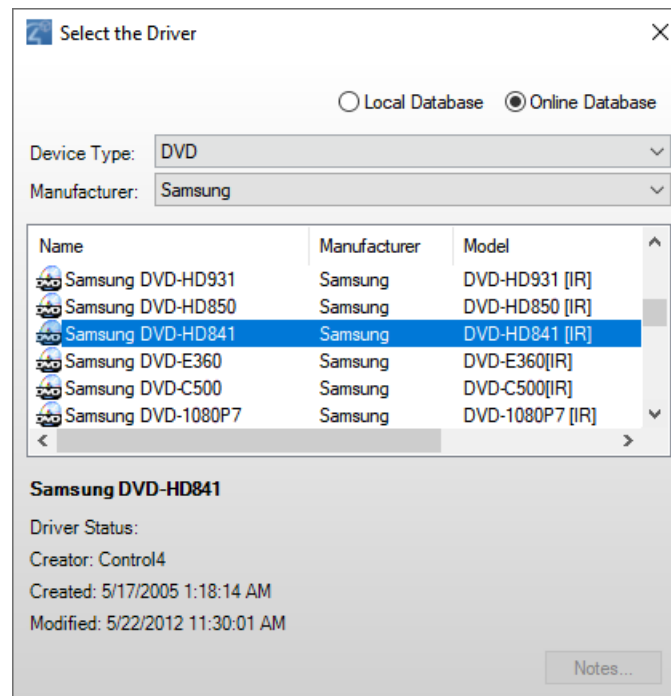 Select the Driver
Local Database Online Database
Device Type: DVD
Manufacturer: Samsung
Name Manufacturer Model
Samsung DVD-HD931 Samsung DVD-HD931 [IR]
Samsung DVD-HD850 Samsung DVD-HD850 [IR]
Samsung DVD-HD841 Samsung DVD-HD841 [IR]
Samsung DVD-E360 Samsung DVD-E360[IR]
Samsung DVD-C500 Samsung DVD-C500[IR]
Samsung DVD-1080P7 Samsung DVD-1080P7 [IR]
Samsung DVD-HD841
Driver Status:
Creator: Control4
Created: 5/17/2005 1:18:14 AM
Modified: 5/22/2012 11:30:01 AM
Notes...